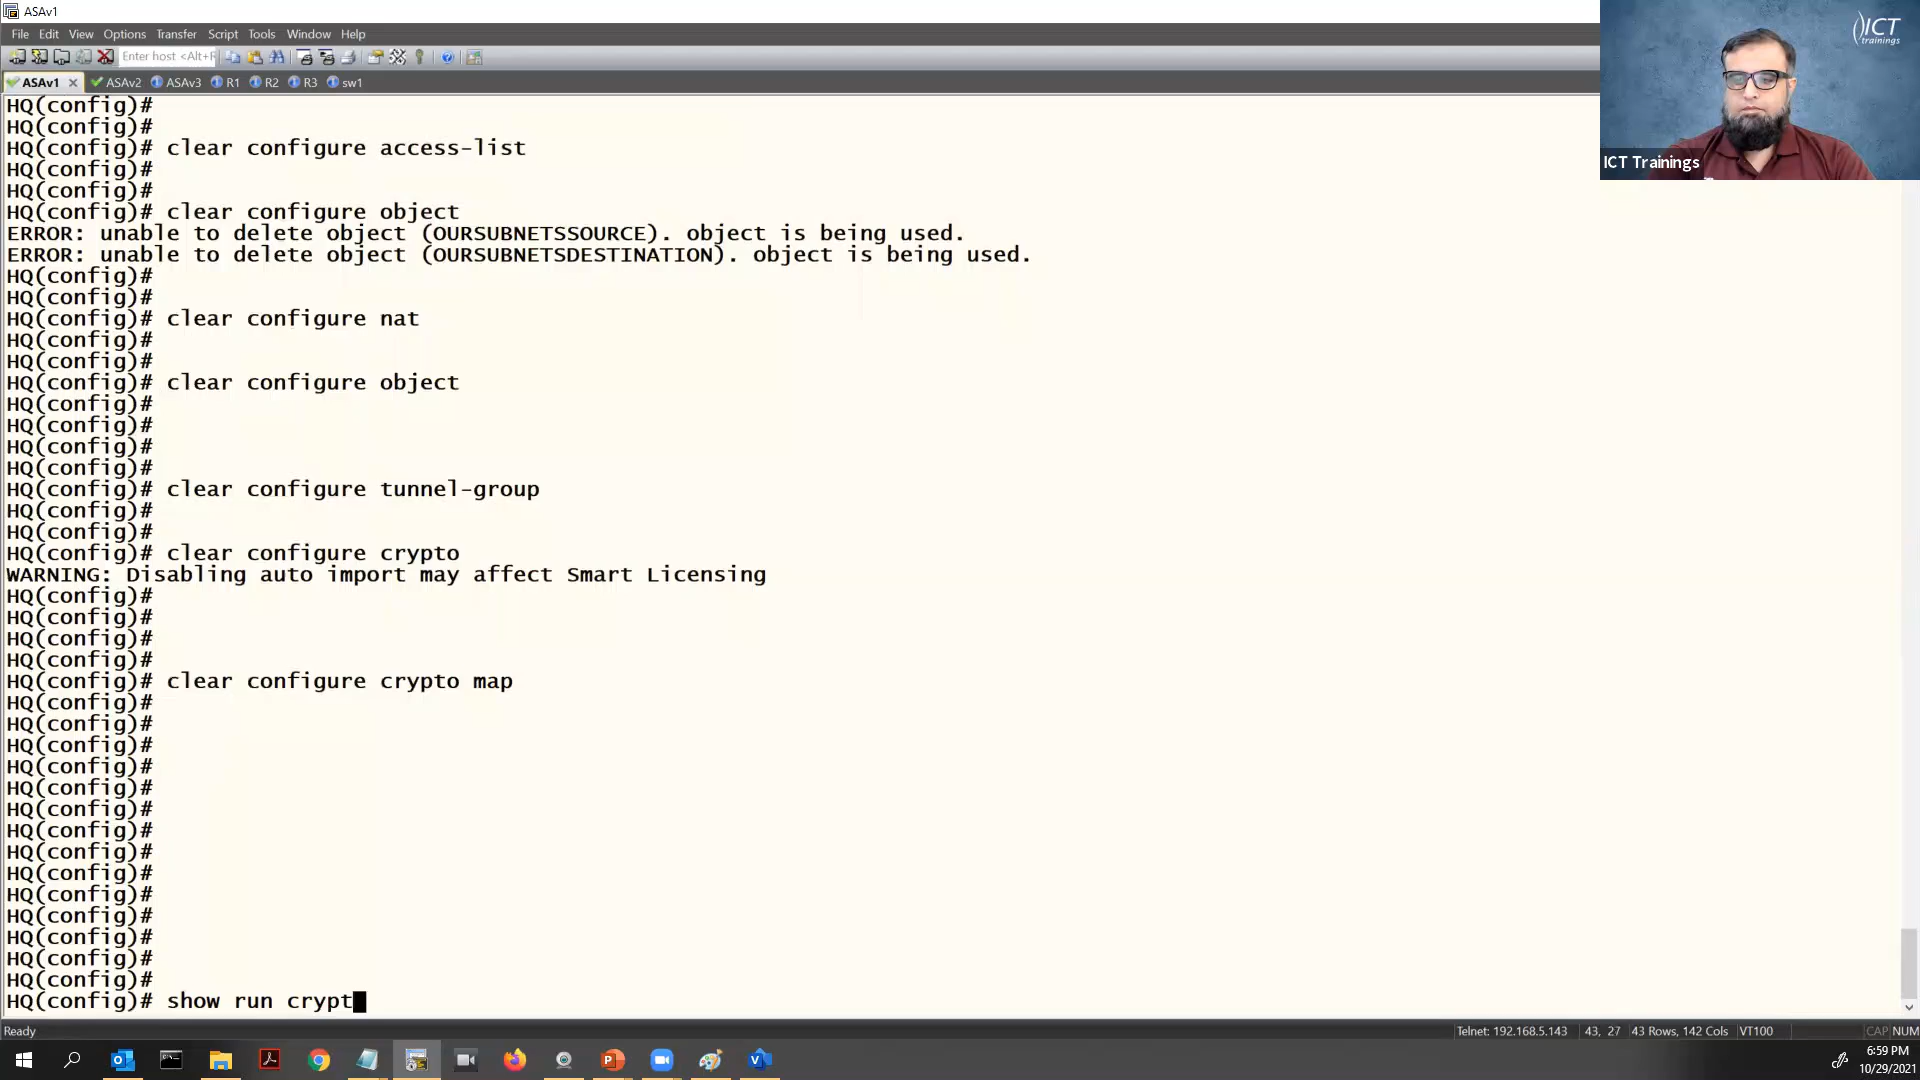 ASAv1
File Edit View Options Transfer Script Tools Window Help
Enter host <Alt+R
ASAv1 ASAv2 ASAv3 R1 R2 R3 sw1
HQ(config)#
HQ(config)#
HQ(config)# clear configure access-list
HQ(config)#
HQ(config)#
HQ(config)# clear configure object
ERROR: unable to delete object (OURSUBNETSSOURCE). object is being used.
ERROR: unable to delete object (OURSUBNETSDESTINATION). object is being used.
HQ(config)#
HQ(config)#
HQ(config)# clear configure nat
HQ(config)#
HQ(config)#
HQ(config)# clear configure object
HQ(config)#
HQ(config)#
HQ(config)#
HQ(config)#
HQ(config)# clear configure tunnel-group
HQ(config)#
HQ(config)#
HQ(config)# clear configure crypto
WARNING: Disabling auto import may affect Smart Licensing
HQ(config)#
HQ(config)#
HQ(config)#
HQ(config)#
HQ(config)# clear configure crypto map
HQ(config)#
HQ(config)#
HQ(config)#
HQ(config)#
HQ(config)#
HQ(config)#
HQ(config)#
HQ(config)#
HQ(config)#
HQ(config)#
HQ(config)#
HQ(config)#
HQ(config)#
HQ(config)#
HQ(config)# show run crypt
ICT
trainings
ICT Trainings
Ready
Telnet: 192.168.5.143 43, 27 43 Rows, 142 Cols VT100 CAP NUM
6:59 PM
10/29/2021